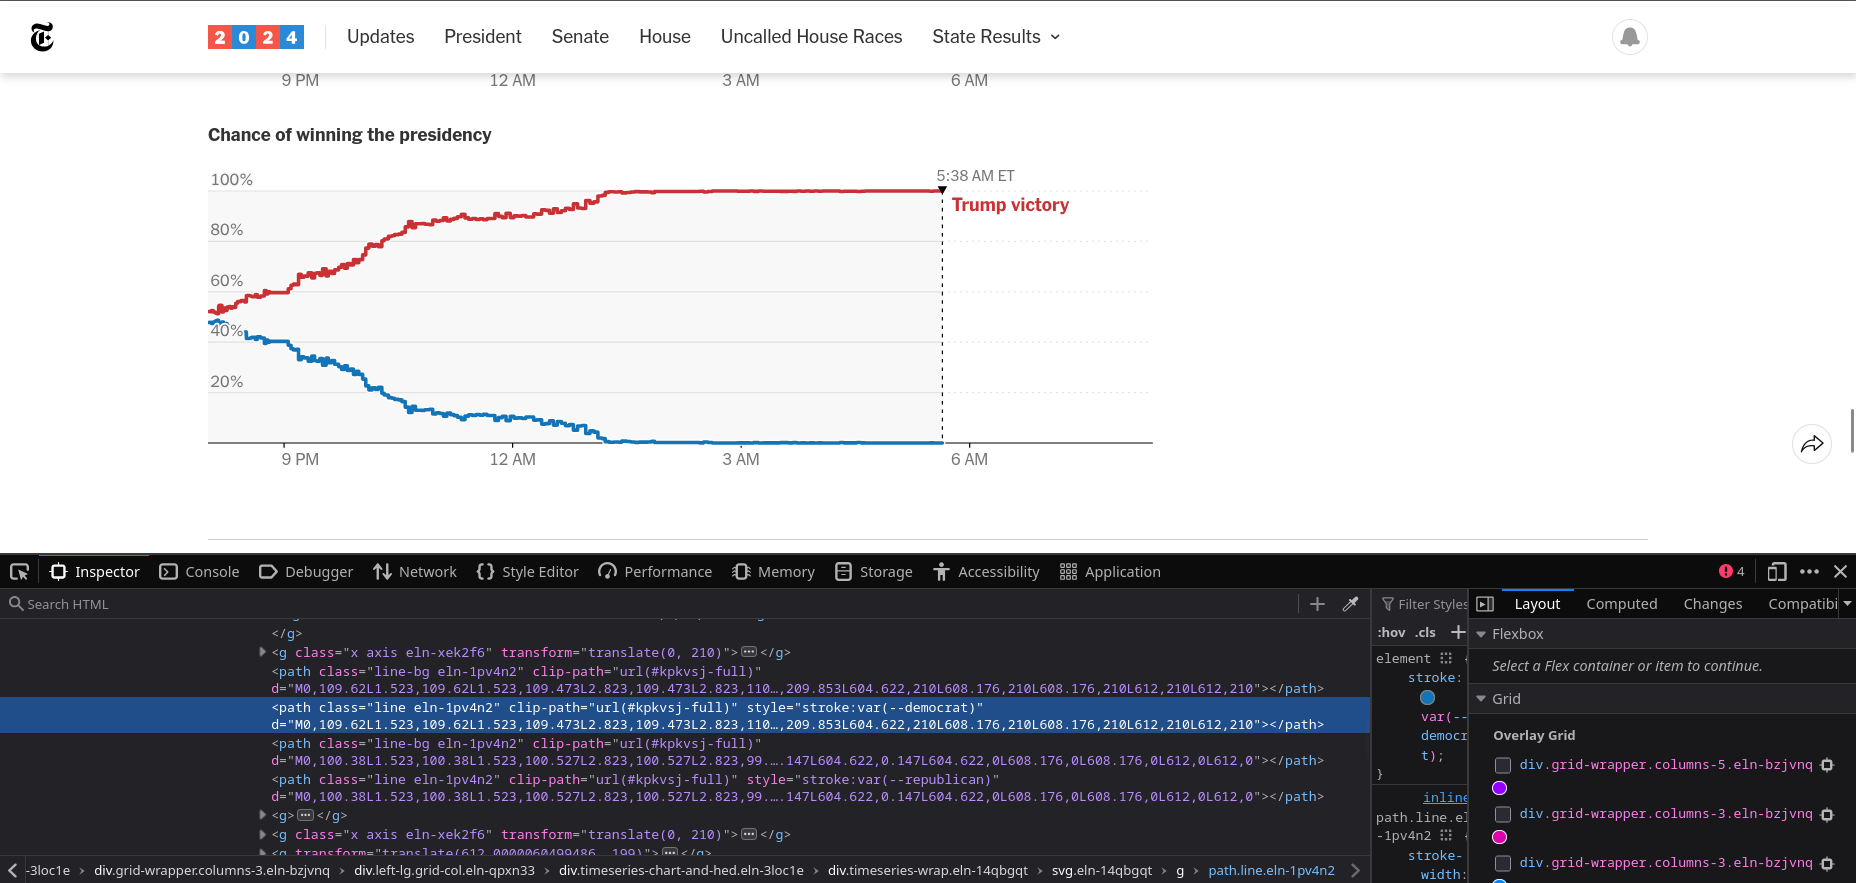 2024 Updates President Senate House Uncalled House Races State Results
9 PM 12 AM 3 AM 6 AM
Chance of winning the presidency
5:38 AM ET
100%
Trump victory
80%
60%
40%
20%
9 PM 12 AM 3 AM 6 AM
Inspector Console Debugger Network Style Editor Performance Memory Storage Accessibility Application 4
Search HTML
</g>
<g class="x axis eln-xek2f6" transform="translate(0, 210)"></g>
<path class="line-bg eln-1pv4n2" clip-path="url(#kpkvsj-full)"
d="M0,109.62L1.523,109.62L1.523,109.473L2.823,109.473L2.823,110…,209.853L604.622,210L608.176,210L608.176,210L612,210L612,210"></path>
<path class="line eln-1pv4n2" clip-path="url(#kpkvsj-full)" style="stroke:var(--democrat)"
d="M0,109.62L1.523,109.62L1.523,109.473L2.823,109.473L2.823,110…,209.853L604.622,210L608.176,210L608.176,210L612,210L612,210"></path>
<path class="line-bg eln-1pv4n2" clip-path="url(#kpkvsj-full)"
d="M0,100.38L1.523,100.38L1.523,100.527L2.823,100.527L2.823,99.….147L604.622,0.147L604.622,0L608.176,0L608.176,0L612,0L612,0"></path>
<path class="line eln-1pv4n2" clip-path="url(#kpkvsj-full)" style="stroke:var(--republican)"
d="M0,100.38L1.523,100.38L1.523,100.527L2.823,100.527L2.823,99.….147L604.622,0.147L604.622,0L608.176,0L608.176,0L612,0L612,0"></path>
<g></g>
<g class="x axis eln-xek2f6" transform="translate(0, 210)"></g>
<g transform="translate(612.0000060499486, 199)"></g>
-3loc1e › div.grid-wrapper.columns-3.eln-bzjvnq › div.left-lg.grid-col.eln-qpxn33 › div.timeseries-chart-and-hed.eln-3loc1e › div.timeseries-wrap.eln-14qbgqt › svg.eln-14qbgqt › g › path.line.eln-1pv4n2
Filter Styles
:hov .cls
element
stroke:
var(--
democr
t);
}
inline
path.line.el
-1pv4n2
stroke-
width:
Layout Computed Changes Compatibi
Flexbox
Select a Flex container or item to continue.
Grid
Overlay Grid
div.grid-wrapper.columns-5.eln-bzjvnq
div.grid-wrapper.columns-3.eln-bzjvnq
div.grid-wrapper.columns-3.eln-bzjvnq